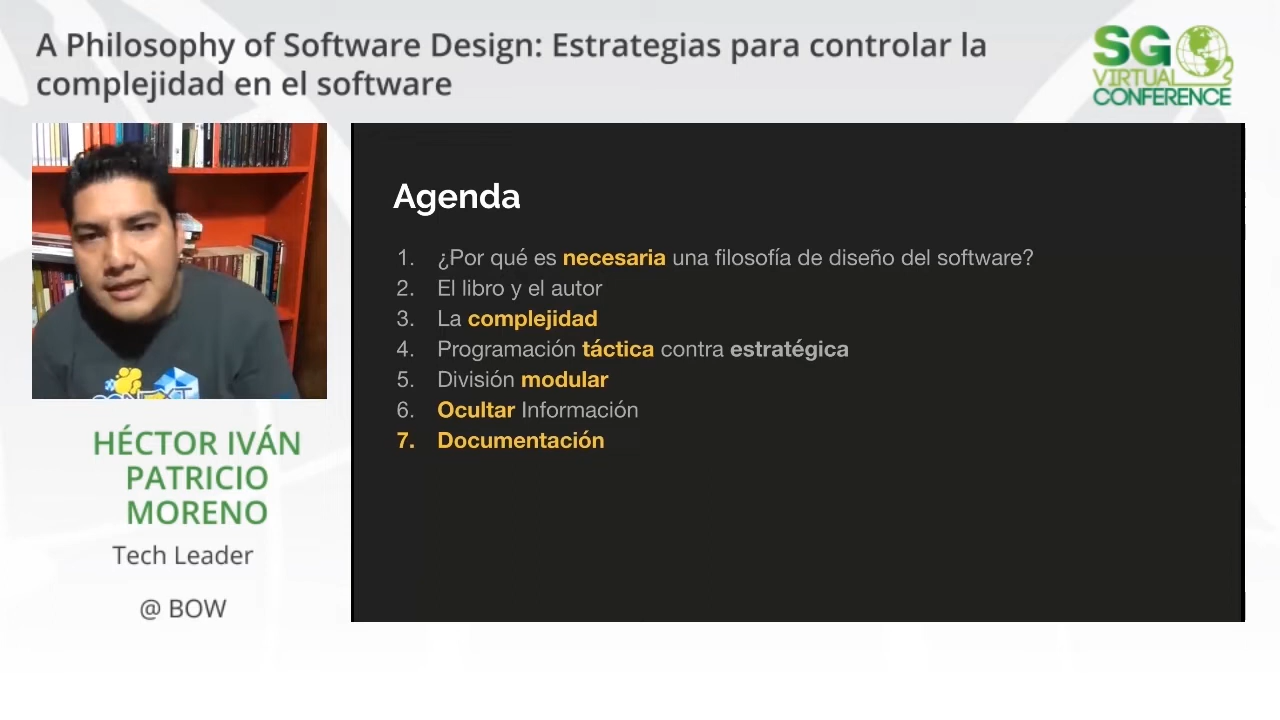 A Philosophy of Software Design: Estrategias para controlar la
complejidad en el software
SG
VIRTUAL
CONFERENCE
Agenda
1. ¿Por qué es necesaria una filosofía de diseño del software?
2. El libro y el autor
3. La complejidad
4. Programación táctica contra estratégica
5. División modular
6. Ocultar Información
7. Documentación
HÉCTOR IVÁN
PATRICIO
MORENO
Tech Leader
@ BOW